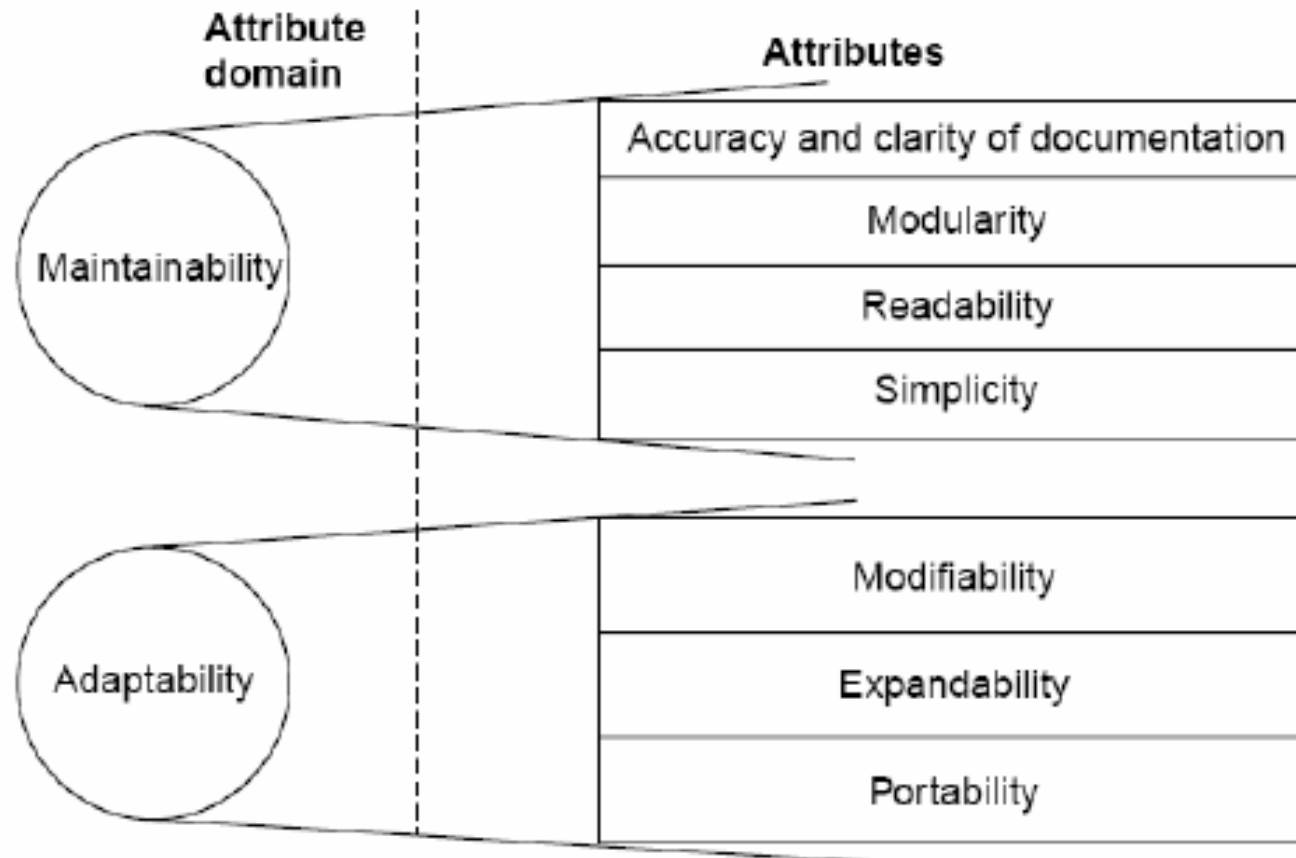 Attribute
domain
Attributes
Accuracy and clarity of documentation
Modularity
Maintainability
Readability
Simplicity
Modifiability
Adaptability
Expandability
Portability